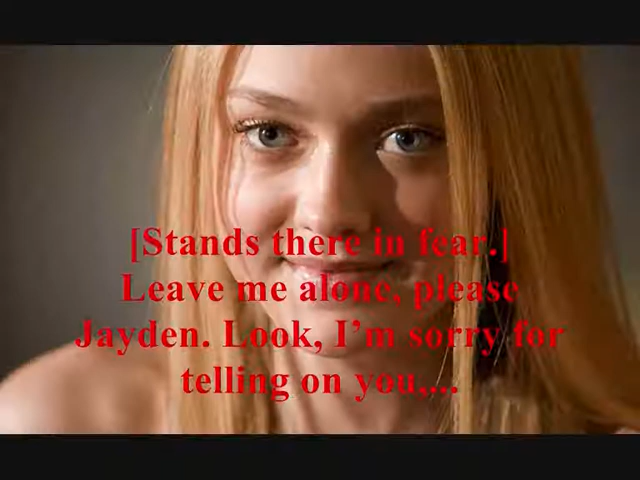 [Stands there in fear.]
Leave me alone, please
Jayden. Look, I'm sorry for
telling on you,...